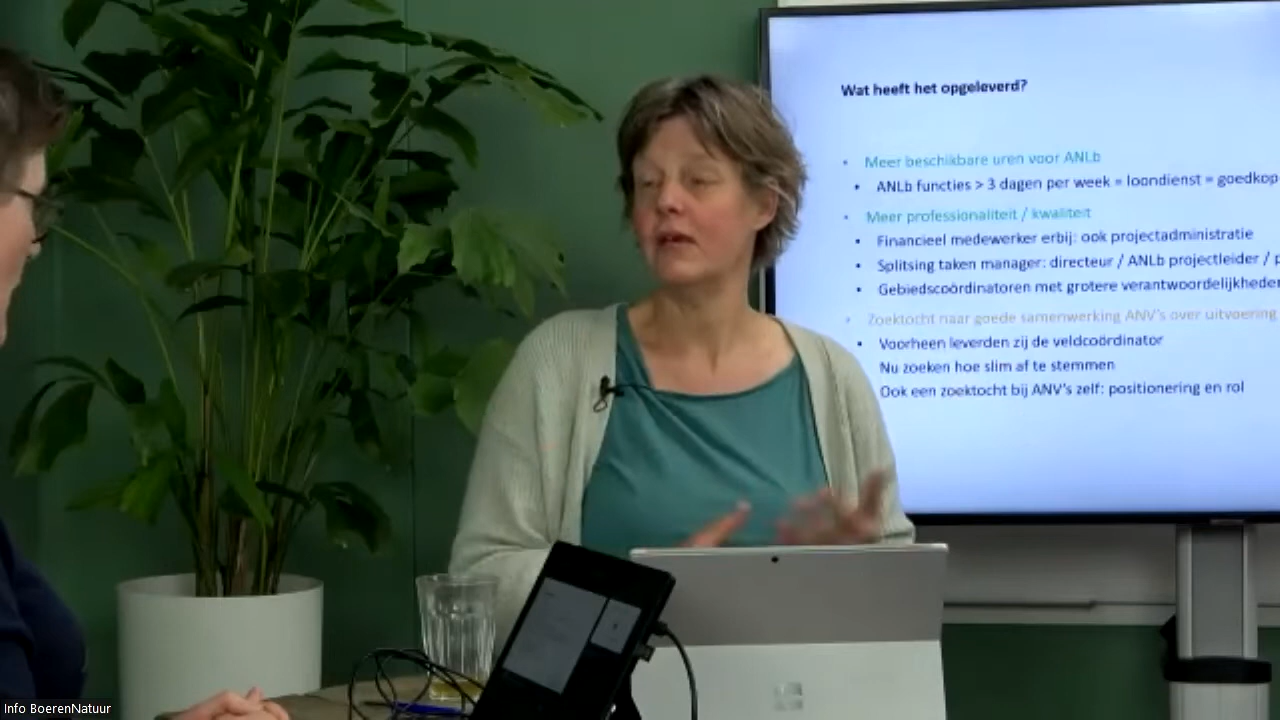 Wat heeft het opgeleverd?
Meer beschikbare uren voor ANLb
ANLb functies > 3 dagen per week = loondienst = goedkop
Meer professionaliteit / kwaliteit
Financieel medewerker erbij: ook projectadministratie
Splitsing taken manager: directeur / ANLb projectleider / p
Gebiedscoördinatoren met grotere verantwoordelijkheden
Zoektocht naar goede samenwerking ANV's over uitvoering
Voorheen leverden zij de veldcoördinator
Nu zoeken hoe slim af te stemmen
Ook een zoektocht bij ANV's zelf: positionering en rol
Info BoerenNatuur